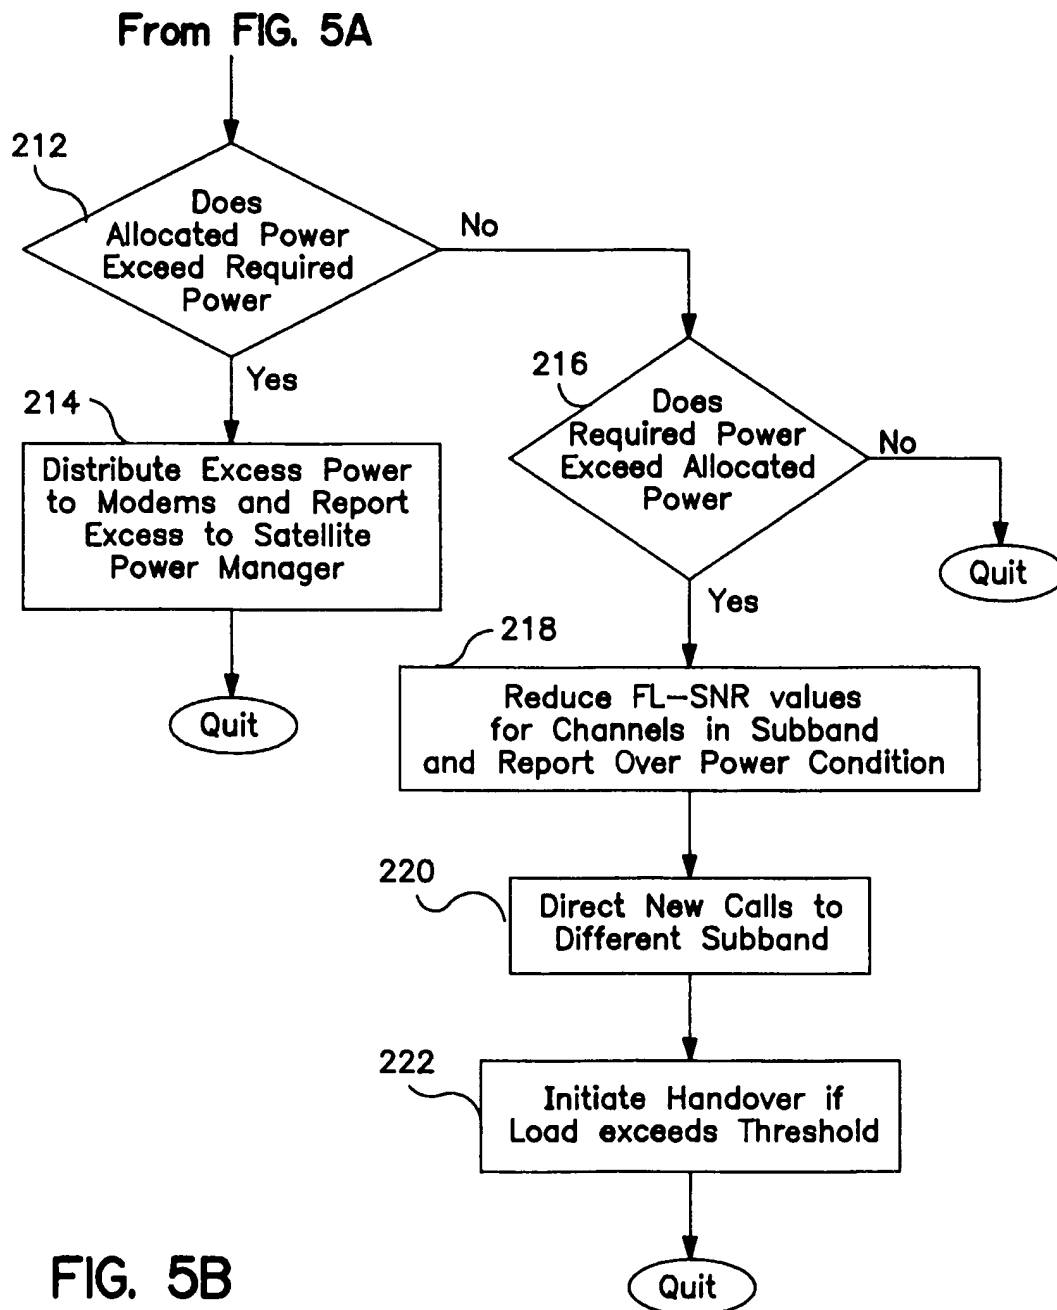 From FIG. 5A
212
Does
Allocated Power
Exceed Required
Power
No
Yes
214
Distribute Excess Power
to Modems and Report
Excess to Satellite
Power Manager
Quit
216
Does
Required Power
Exceed Allocated
Power
No
Quit
Yes
218
Reduce FL-SNR values
for Channels in Subband
and Report Over Power Condition
220
Direct New Calls to
Different Subband
222
Initiate Handover if
Load exceeds Threshold
Quit
FIG. 5B